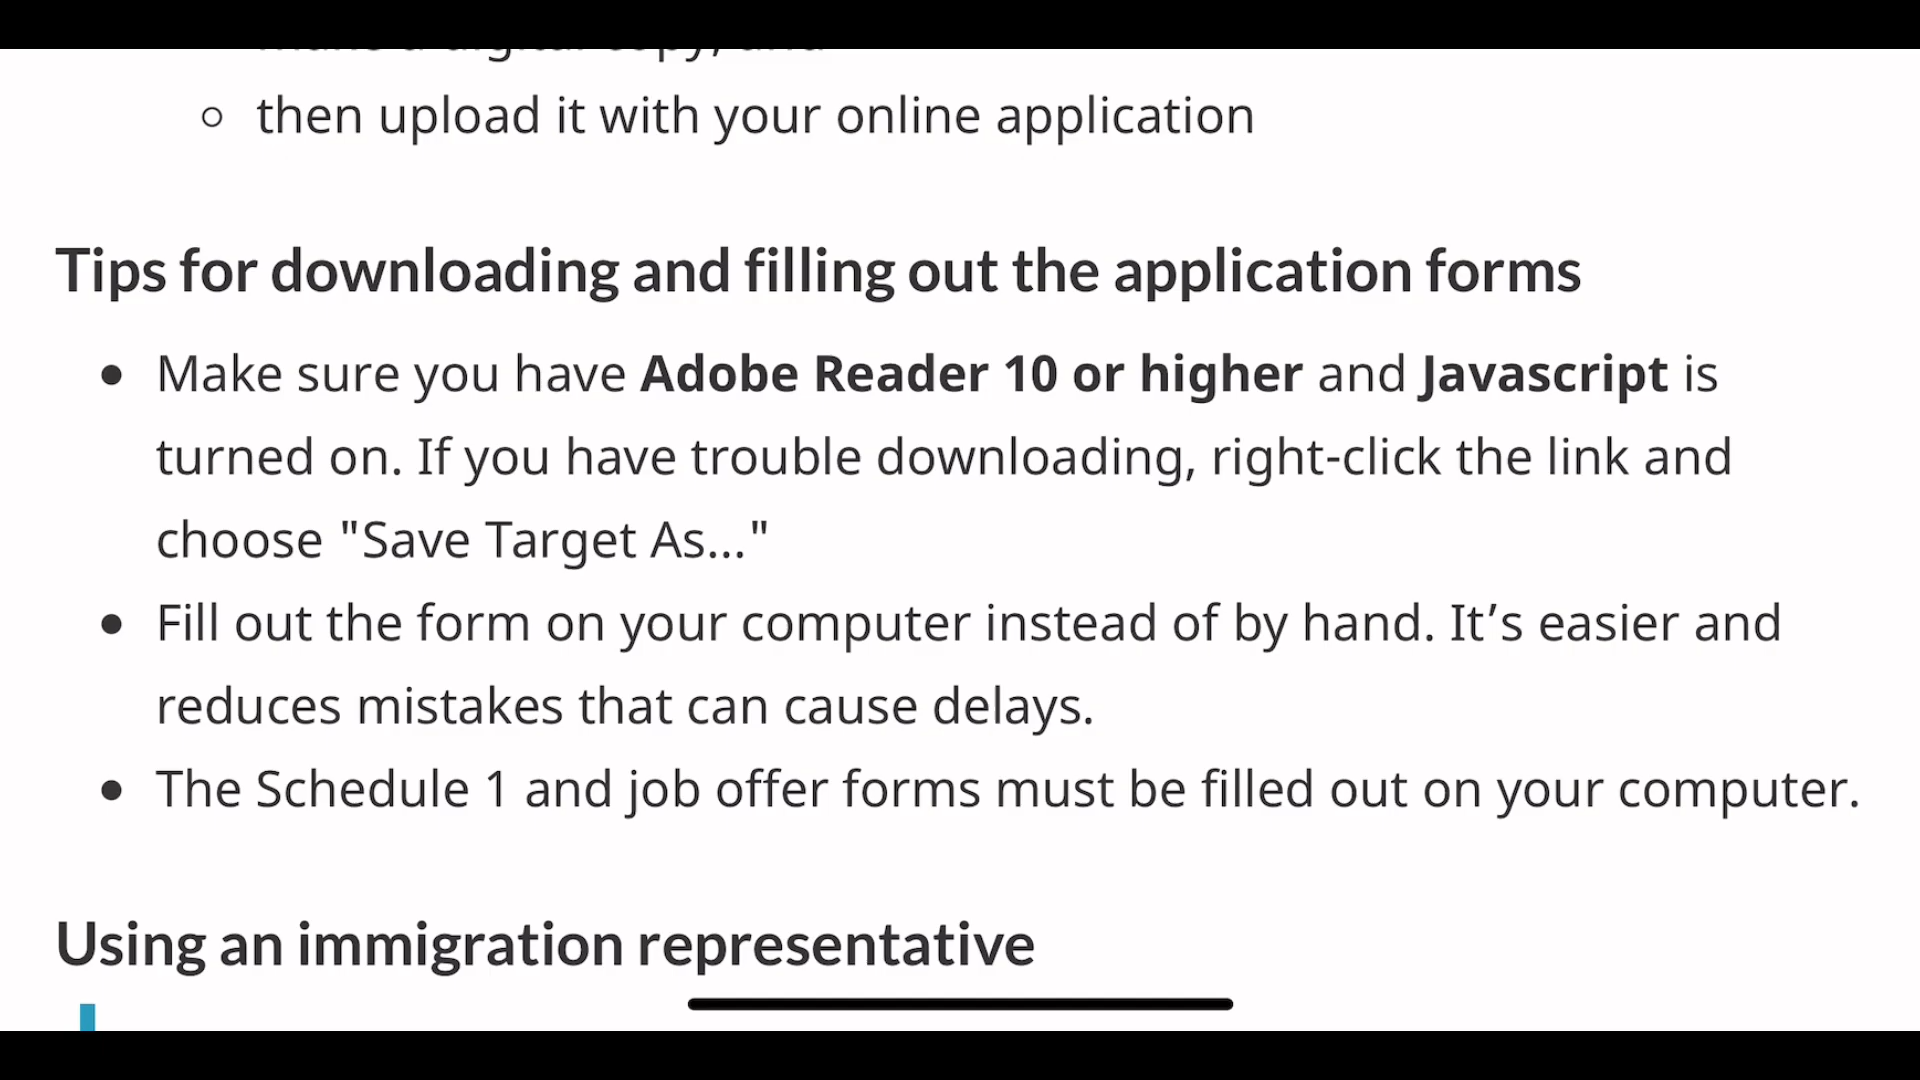 make a digital copy, and
then upload it with your online application
Tips for downloading and filling out the application forms
Make sure you have Adobe Reader 10 or higher and Javascript is
turned on. If you have trouble downloading, right-click the link and
choose "Save Target As..."
Fill out the form on your computer instead of by hand. It’s easier and
reduces mistakes that can cause delays.
The Schedule 1 and job offer forms must be filled out on your computer.
Using an immigration representative